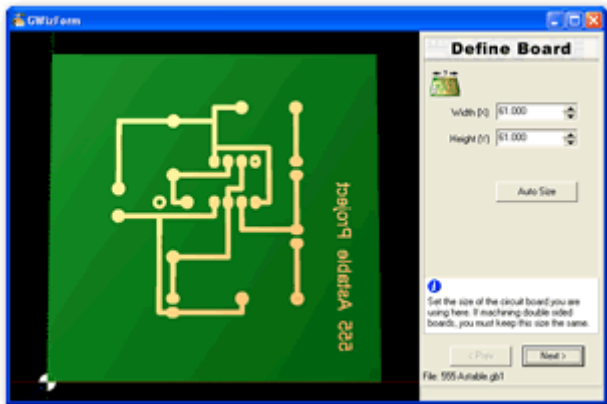 GWizForm
Define Board
Width (X) 61.000
Height (Y) 61.000
Auto Size
555 Astable Project
Set the size of the circuit board you are
using here. If machining double sided
boards, you must keep this size the same.
< Prev Next >
File: 555-Astable.gb1